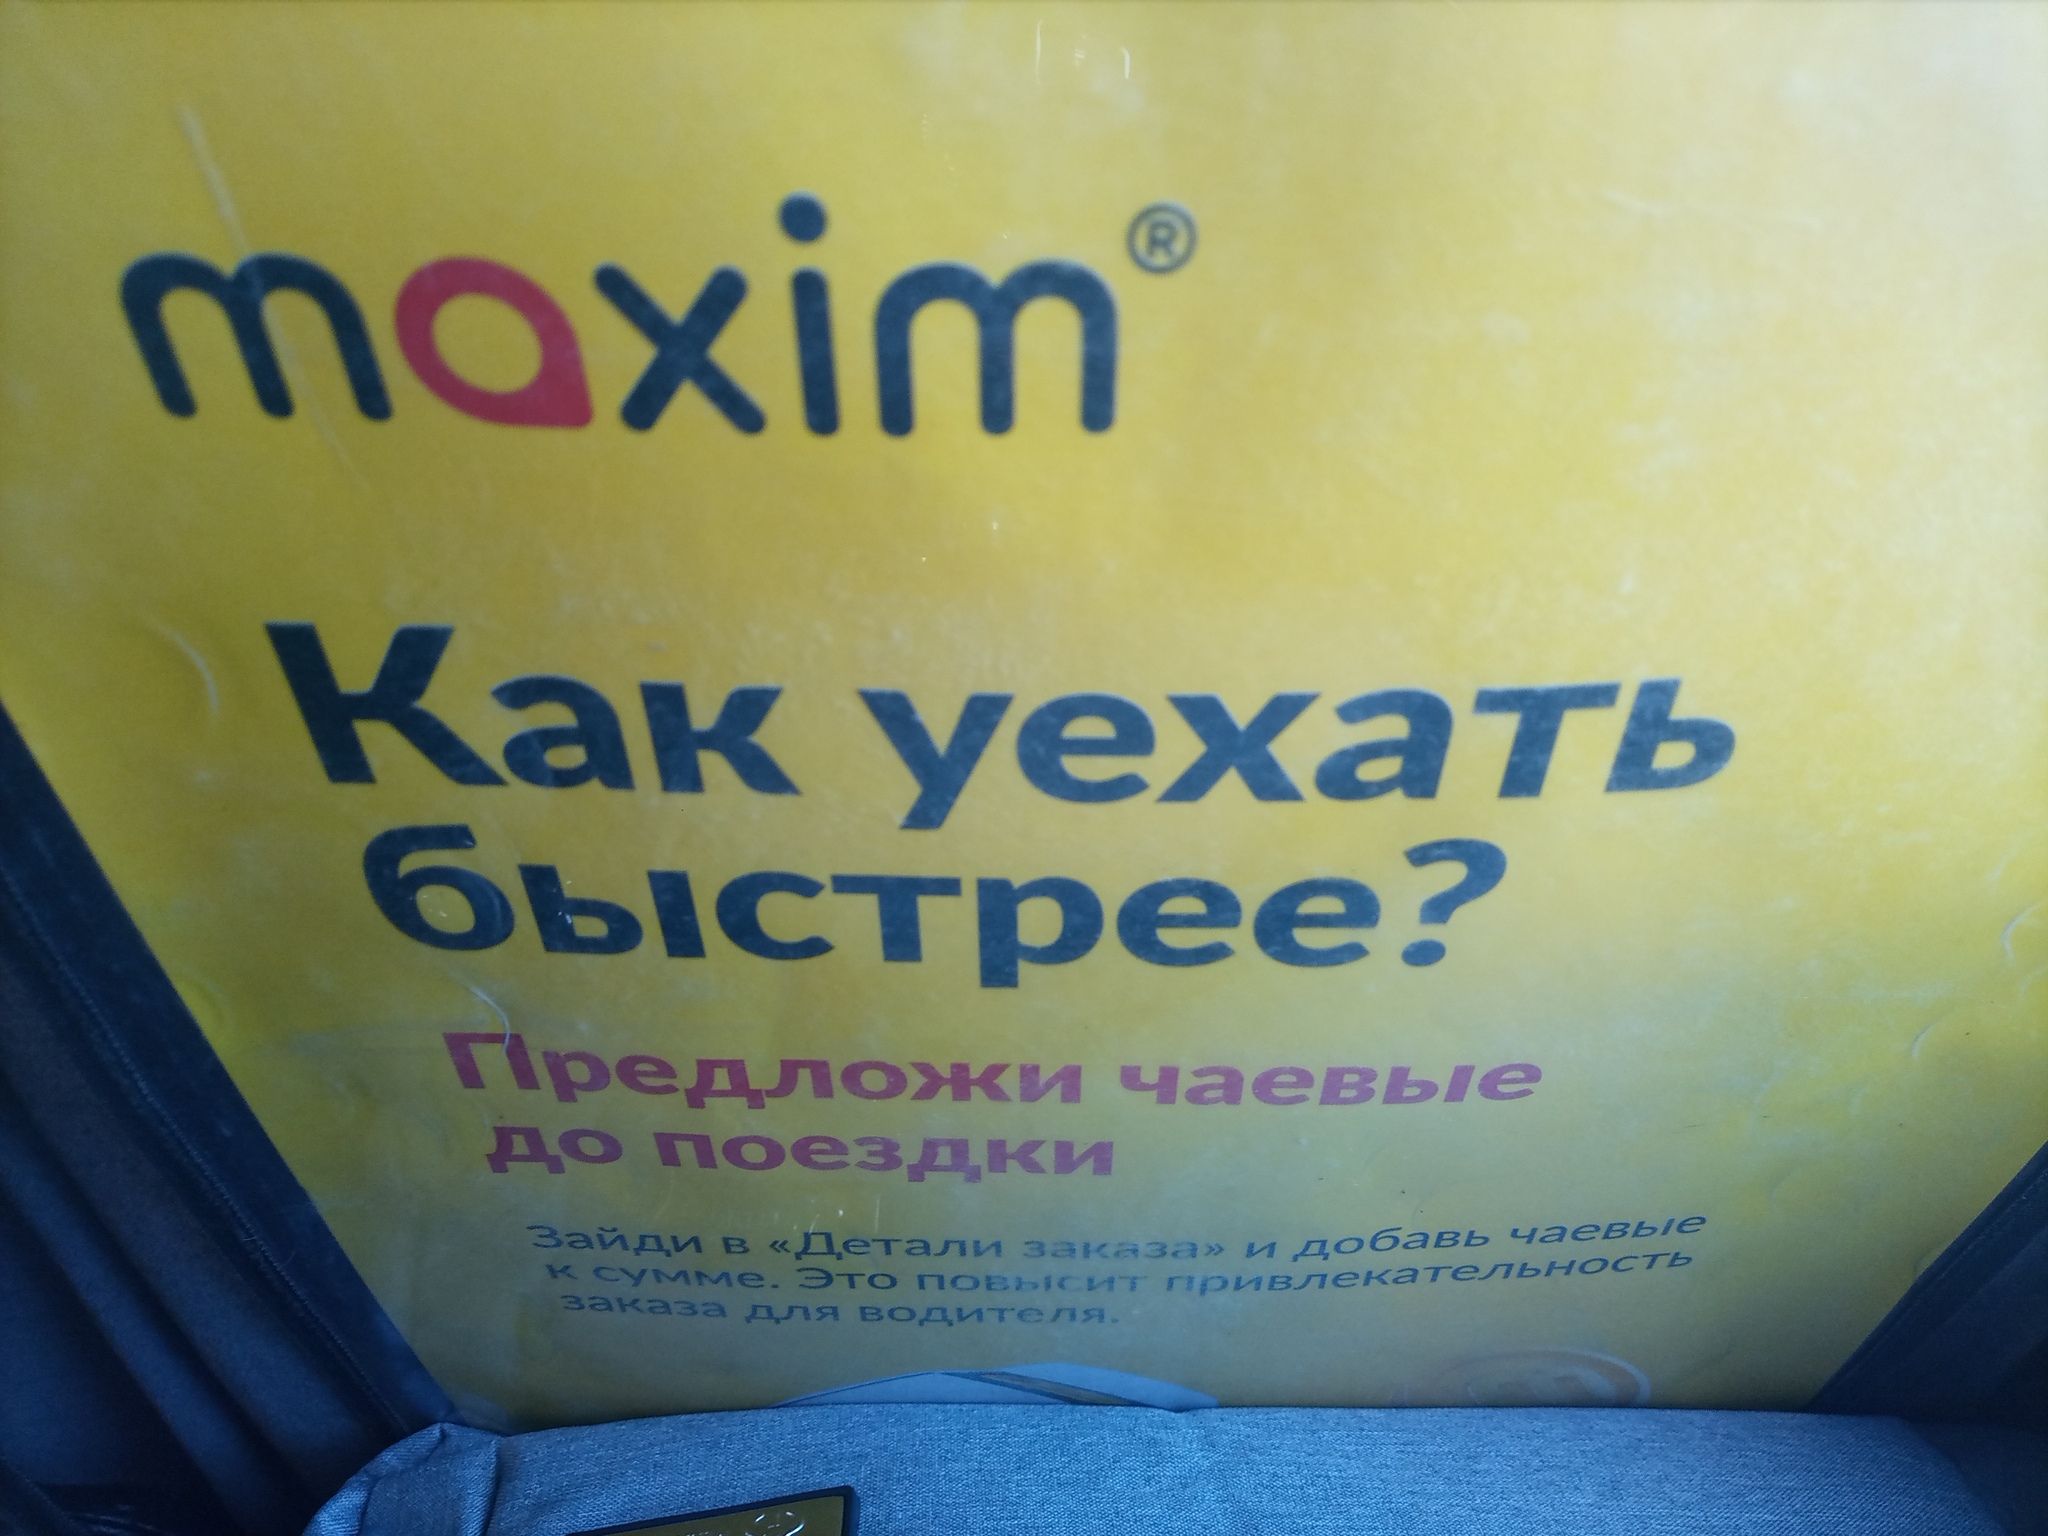 maxim®
Как уехать
быстрее?
Предложи чаевые
до поездки
Зайди в «Детали заказа» и добавь чаевые
к сумме. Это повысит привлекательность
заказа для водителя.